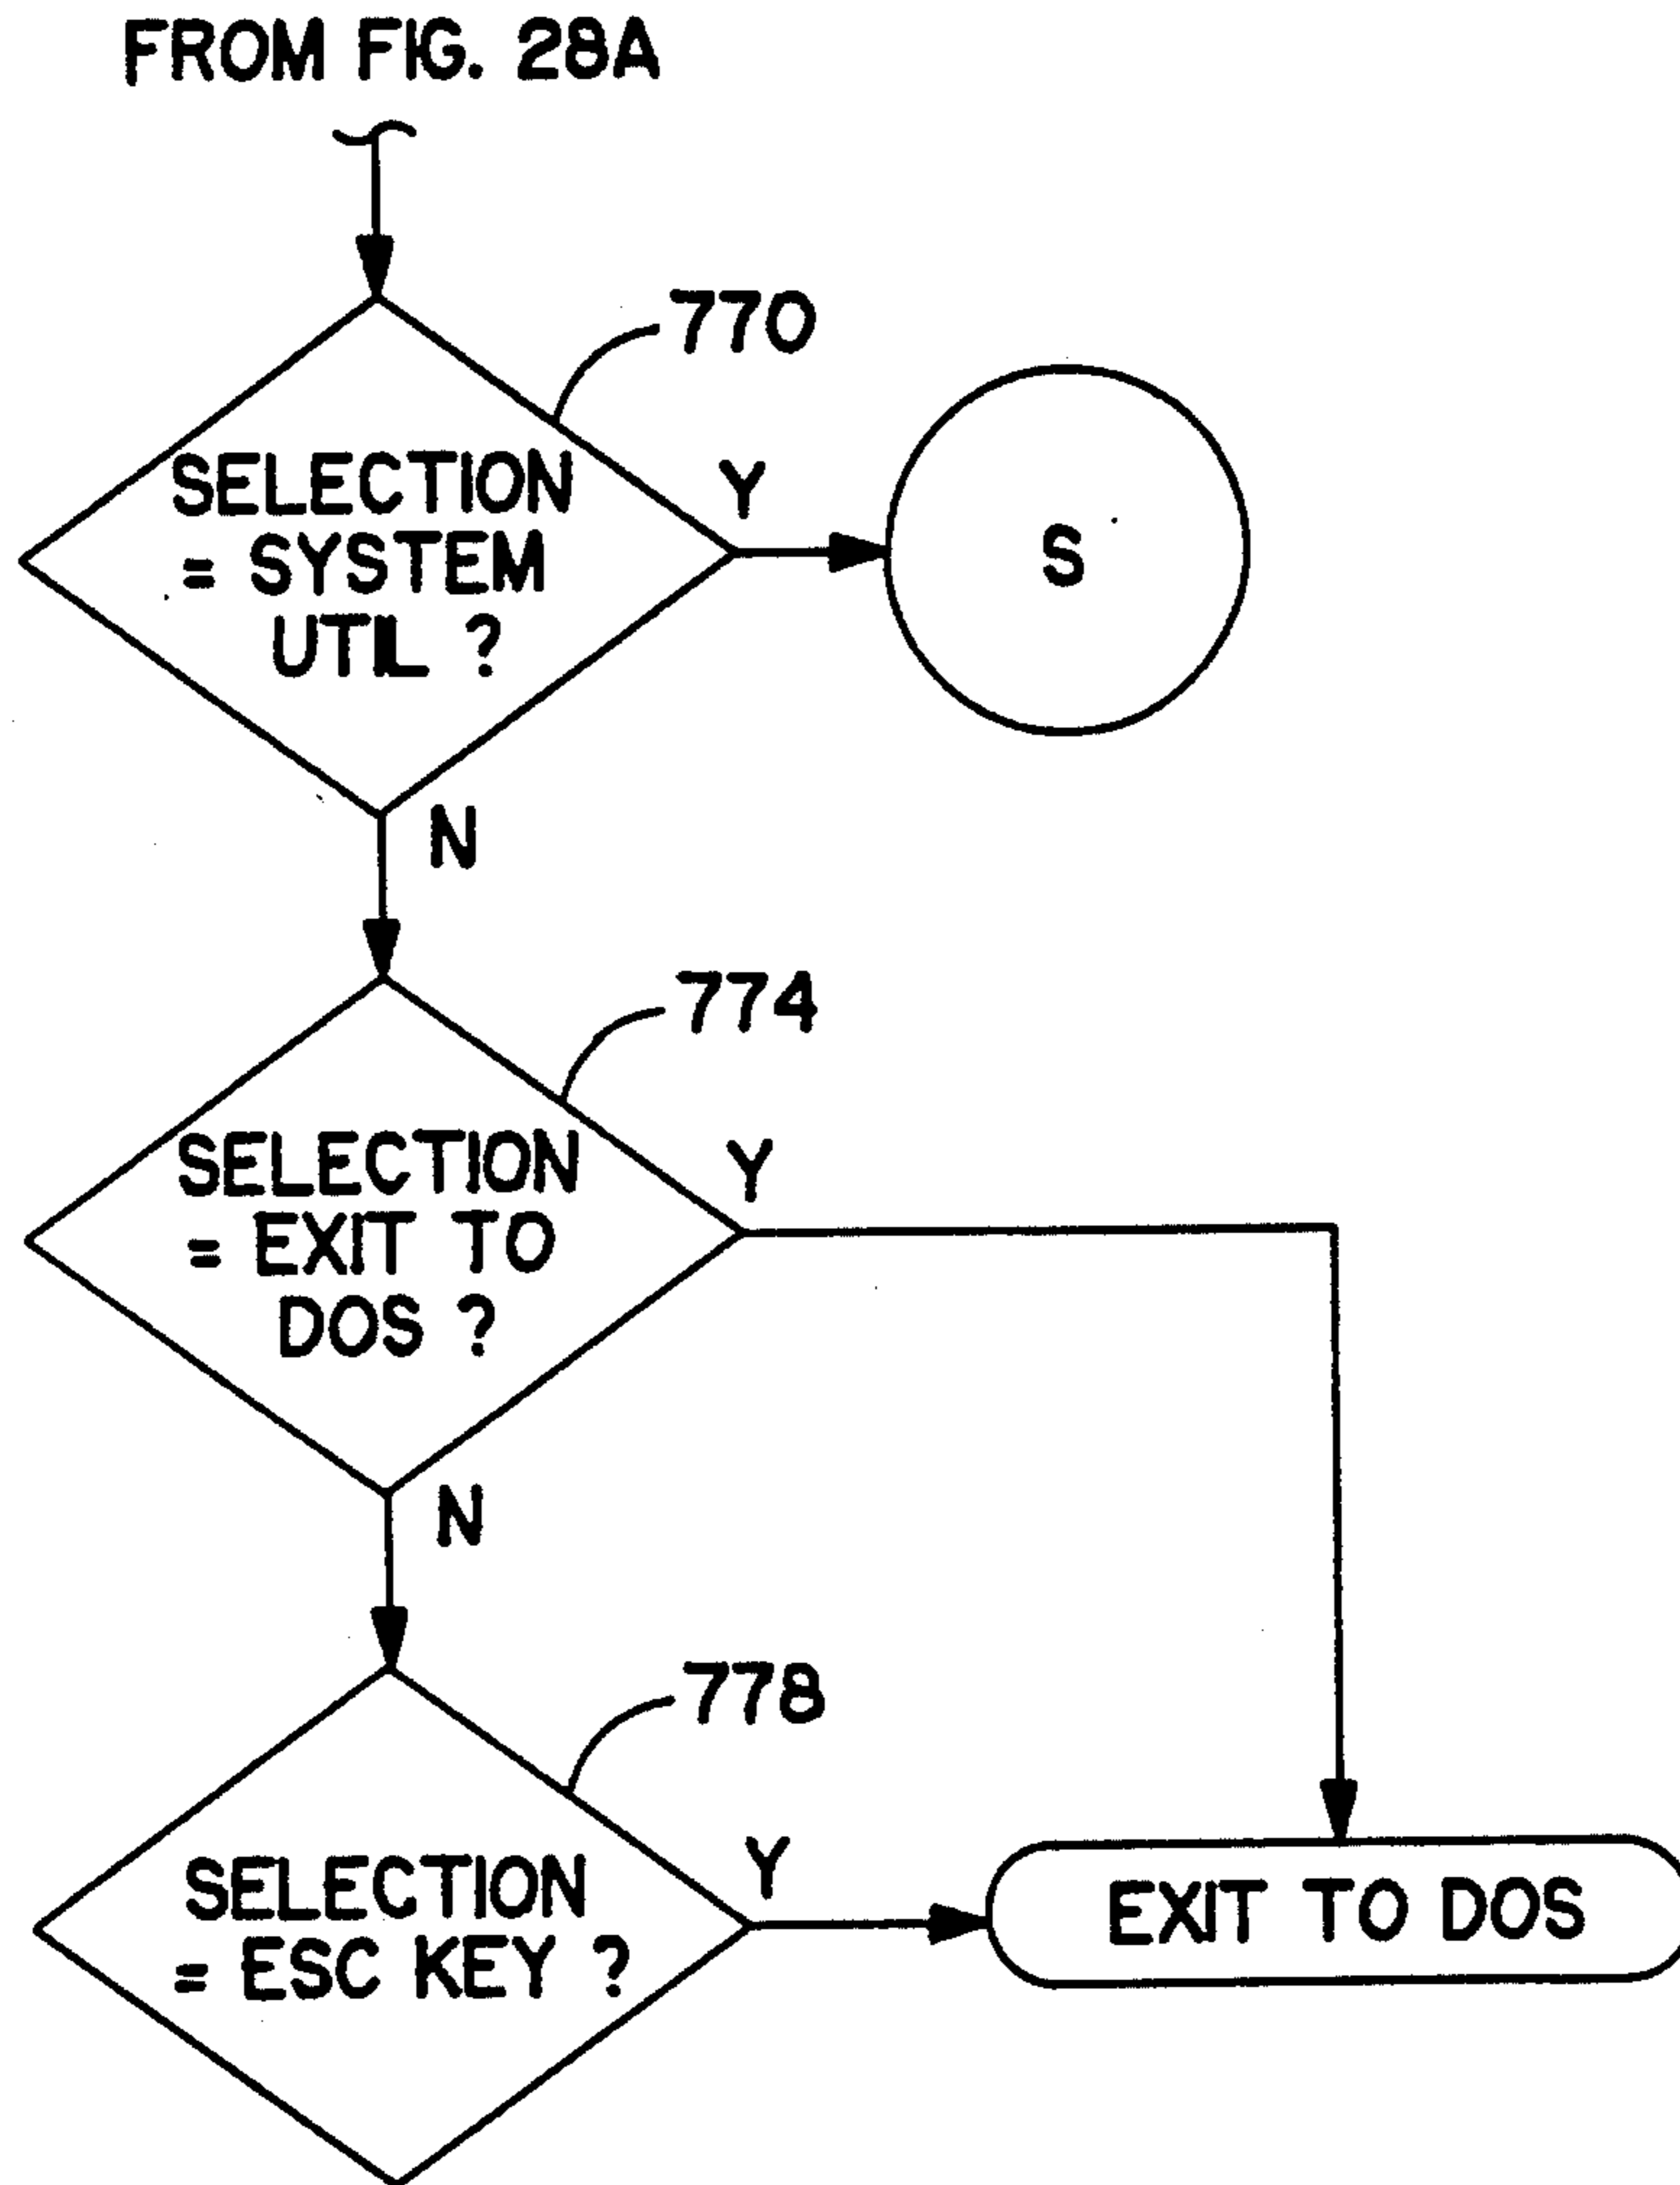 FROM FIG. 28A
770
SELECTION
= SYSTEM
UTIL ?
Y
S
N
774
SELECTION
= EXIT TO
DOS ?
Y
N
778
SELECTION
= ESC KEY ?
Y
EXIT TO DOS